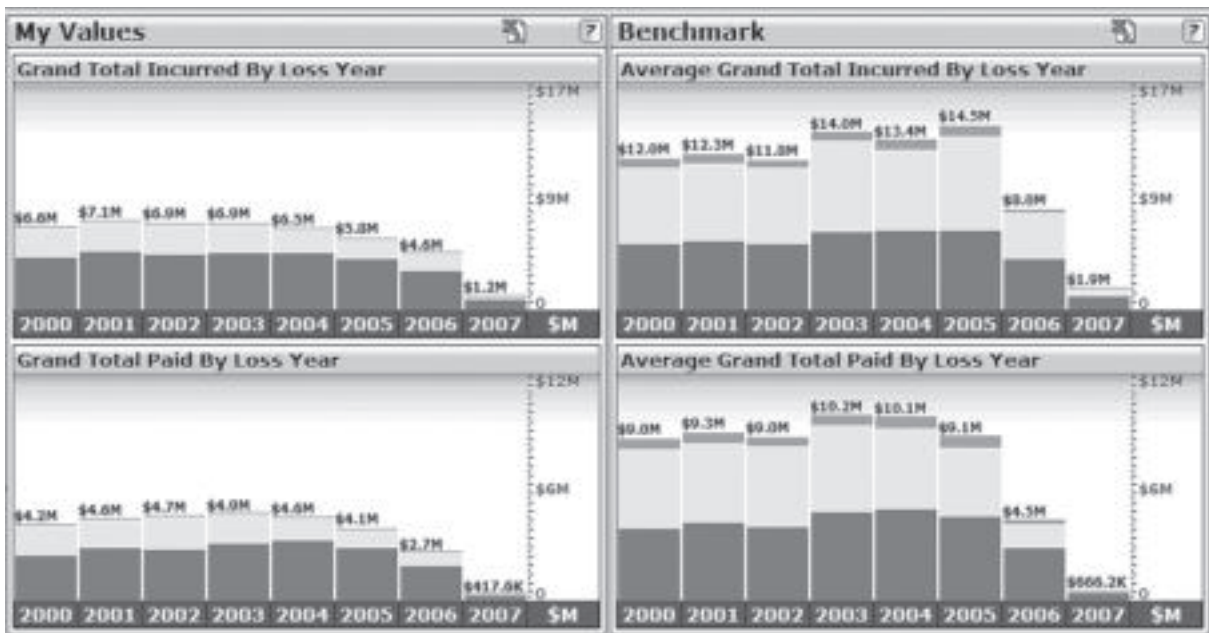 My Values
?
Grand Total Incurred By Loss Year
$17M
$6.6M $7.1M $6.9M $6.9M $6.5M $5.8M $4.6M $1.2M
$9M
0
2000 2001 2002 2003 2004 2005 2006 2007 $M
Grand Total Paid By Loss Year
$12M
$4.2M $4.6M $4.7M $4.9M $4.6M $4.1M $2.7M $417.6K
$6M
0
2000 2001 2002 2003 2004 2005 2006 2007 $M
Benchmark
?
Average Grand Total Incurred By Loss Year
$17M
$12.0M $12.3M $11.8M $14.0M $13.4M $14.5M $8.0M $1.9M
$9M
0
2000 2001 2002 2003 2004 2005 2006 2007 $M
Average Grand Total Paid By Loss Year
$12M
$9.0M $9.3M $9.0M $10.2M $10.1M $9.1M $4.5M $666.2K
$6M
0
2000 2001 2002 2003 2004 2005 2006 2007 $M